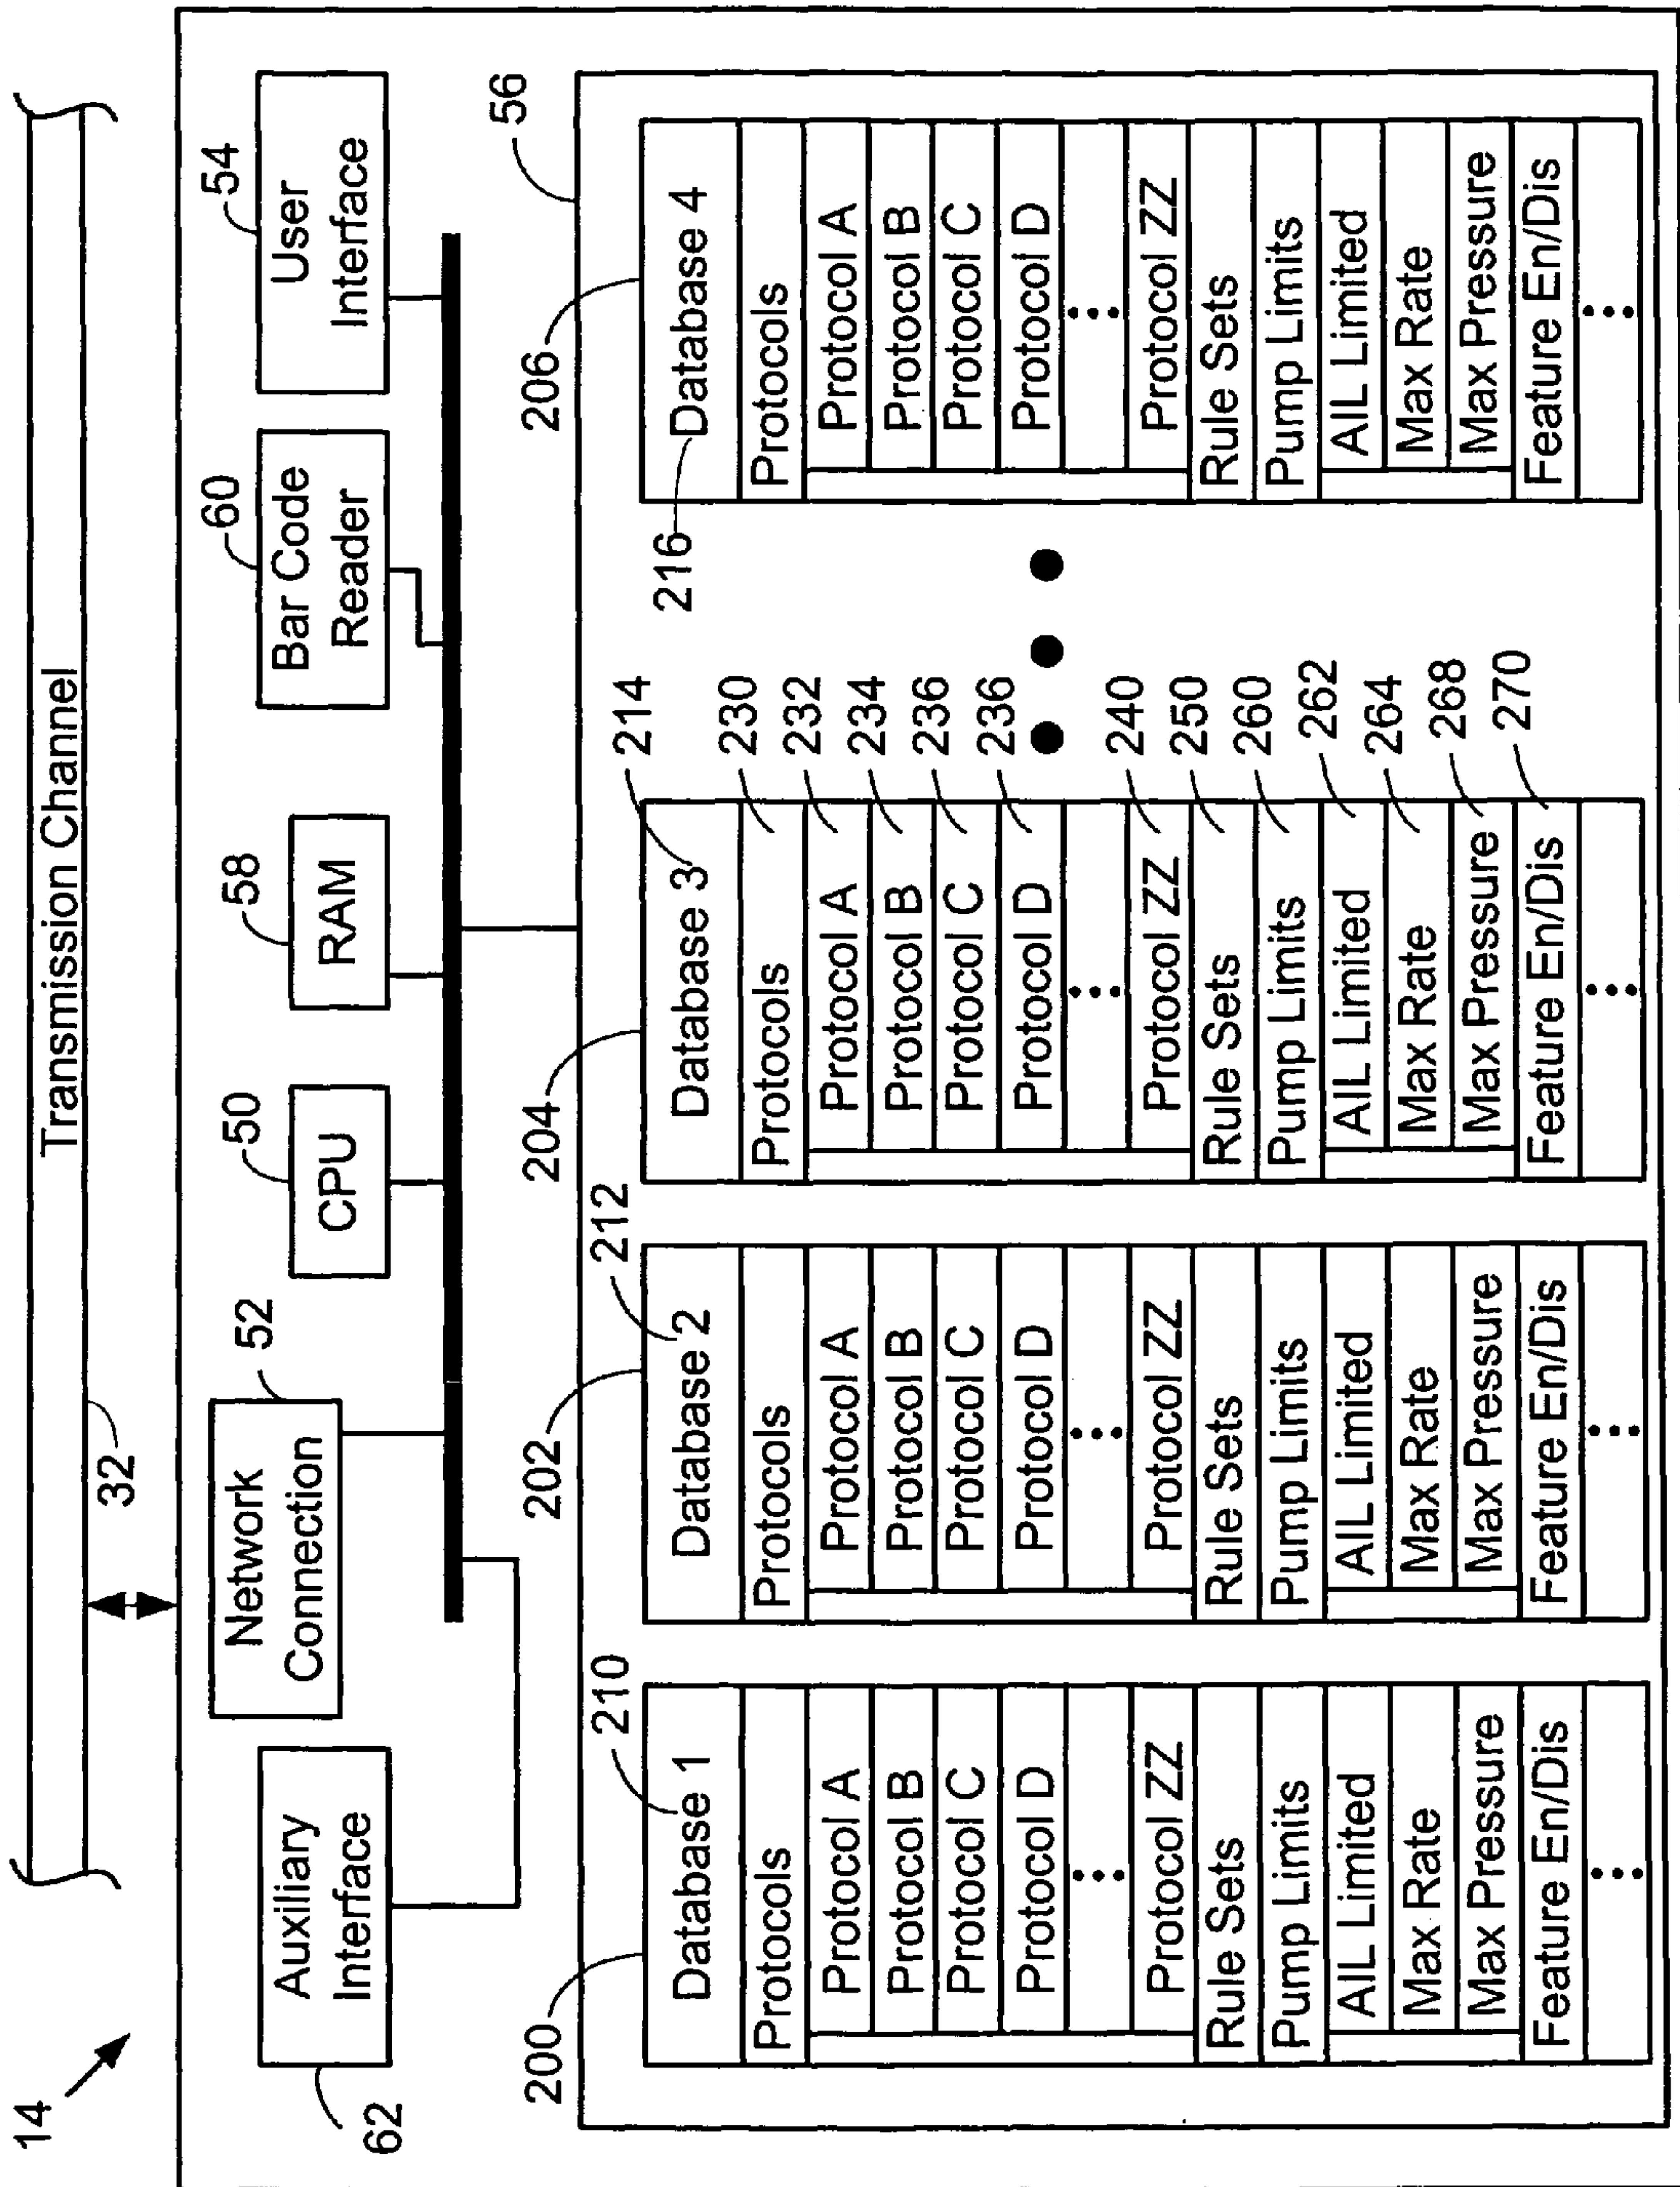 14
Transmission Channel
32
Auxiliary
Interface
62
Network
Connection
52
CPU
50
RAM
58
Bar Code
Reader
60
User
Interface
54
56
200
Database 1
210
Protocols
Protocol A
Protocol B
Protocol C
Protocol D
...
Protocol ZZ
Rule Sets
Pump Limits
AIL Limited
Max Rate
Max Pressure
Feature En/Dis
...
202
Database 2
212
Protocols
Protocol A
Protocol B
Protocol C
Protocol D
...
Protocol ZZ
Rule Sets
Pump Limits
AIL Limited
Max Rate
Max Pressure
Feature En/Dis
...
204
Database 3
214
Protocols
230
Protocol A
232
Protocol B
234
Protocol C
236
Protocol D
236
...
Protocol ZZ
240
Rule Sets
250
Pump Limits
260
AIL Limited
262
Max Rate
264
Max Pressure
268
Feature En/Dis
270
...
● ● ●
206
216
Database 4
Protocols
Protocol A
Protocol B
Protocol C
Protocol D
...
Protocol ZZ
Rule Sets
Pump Limits
AIL Limited
Max Rate
Max Pressure
Feature En/Dis
...